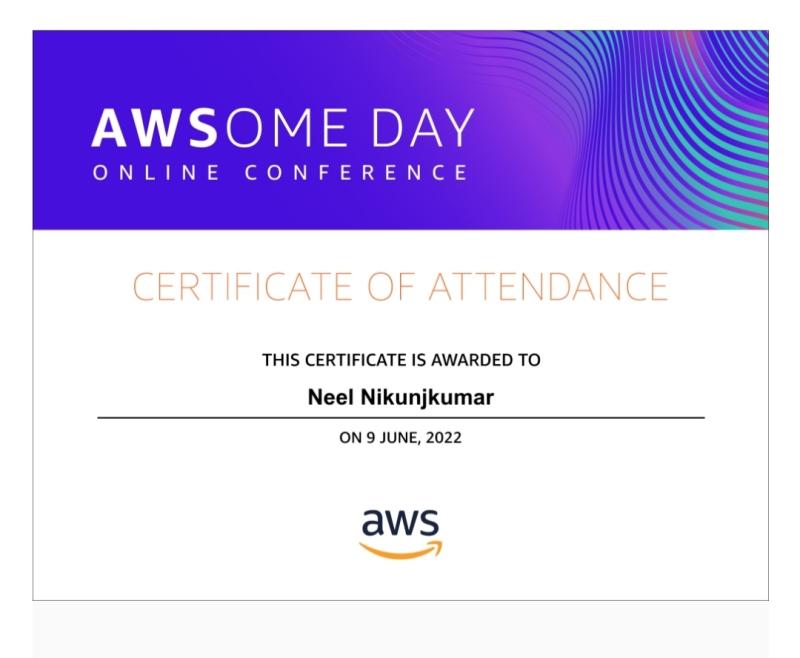 AWSOME DAY
ONLINE CONFERENCE
CERTIFICATE OF ATTENDANCE
THIS CERTIFICATE IS AWARDED TO
Neel Nikunjkumar
ON 9 JUNE, 2022
aws